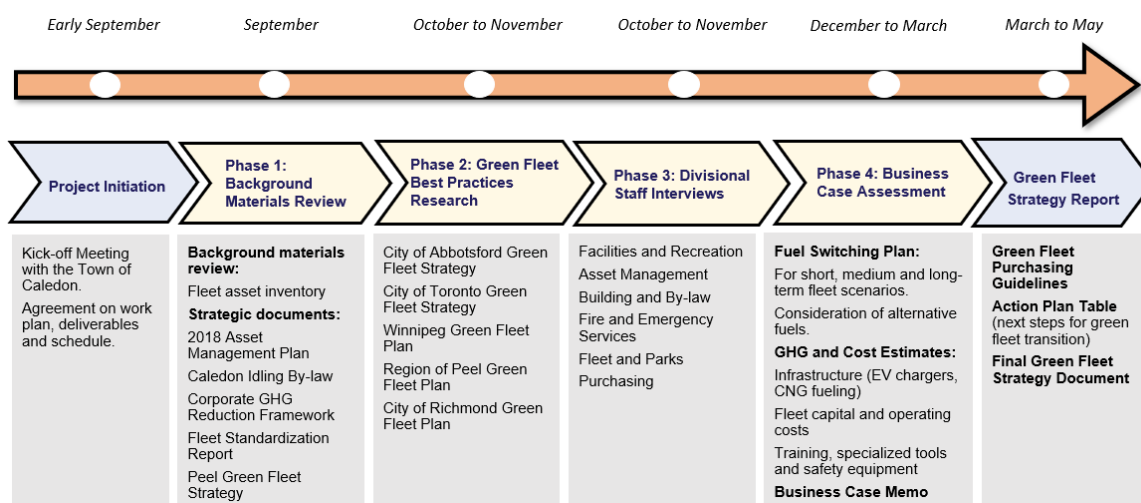 Early September
September
October to November
October to November
December to March
March to May
Project Initiation
Phase 1:
Background
Materials Review
Phase 2: Green Fleet
Best Practices
Research
Phase 3: Divisional
Staff Interviews
Phase 4: Business
Case Assessment
Green Fleet
Strategy Report
Kick-off Meeting
with the Town of
Caledon.
Agreement on work
plan, deliverables
and schedule.
Background materials
review:
Fleet asset inventory
Strategic documents:
2018 Asset
Management Plan
Caledon Idling By-law
Corporate GHG
Reduction Framework
Fleet Standardization
Report
Peel Green Fleet
Strategy
City of Abbotsford Green
Fleet Strategy
City of Toronto Green
Fleet Strategy
Winnipeg Green Fleet
Plan
Region of Peel Green
Fleet Plan
City of Richmond Green
Fleet Plan
Facilities and Recreation
Asset Management
Building and By-law
Fire and Emergency
Services
Fleet and Parks
Purchasing
Fuel Switching Plan:
For short, medium and long-
term fleet scenarios.
Consideration of alternative
fuels.
GHG and Cost Estimates:
Infrastructure (EV chargers,
CNG fueling)
Fleet capital and operating
costs
Training, specialized tools
and safety equipment
Business Case Memo
Green Fleet
Purchasing
Guidelines
Action Plan Table
(next steps for green
fleet transition)
Final Green Fleet
Strategy Document